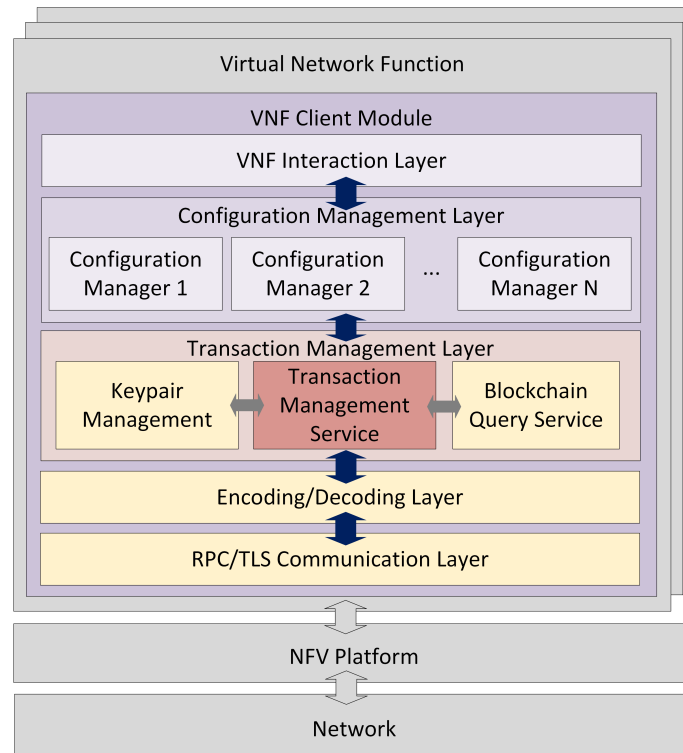 Virtual Network Function
VNF Client Module
VNF Interaction Layer
Configuration Management Layer
Configuration
Manager 1
Configuration
Manager 2
...
Configuration
Manager N
Transaction Management Layer
Keypair
Management
Transaction
Management
Service
Blockchain
Query Service
Encoding/Decoding Layer
RPC/TLS Communication Layer
NFV Platform
Network